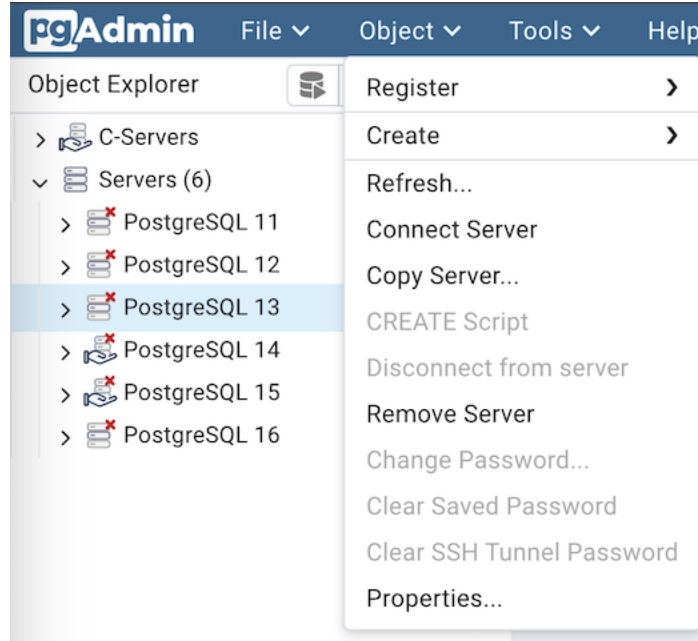 pgAdmin File Object Tools Help
Object Explorer
C-Servers
Servers (6)
PostgreSQL 11
PostgreSQL 12
PostgreSQL 13
PostgreSQL 14
PostgreSQL 15
PostgreSQL 16
Register
Create
Refresh...
Connect Server
Copy Server...
CREATE Script
Disconnect from server
Remove Server
Change Password...
Clear Saved Password
Clear SSH Tunnel Password
Properties...